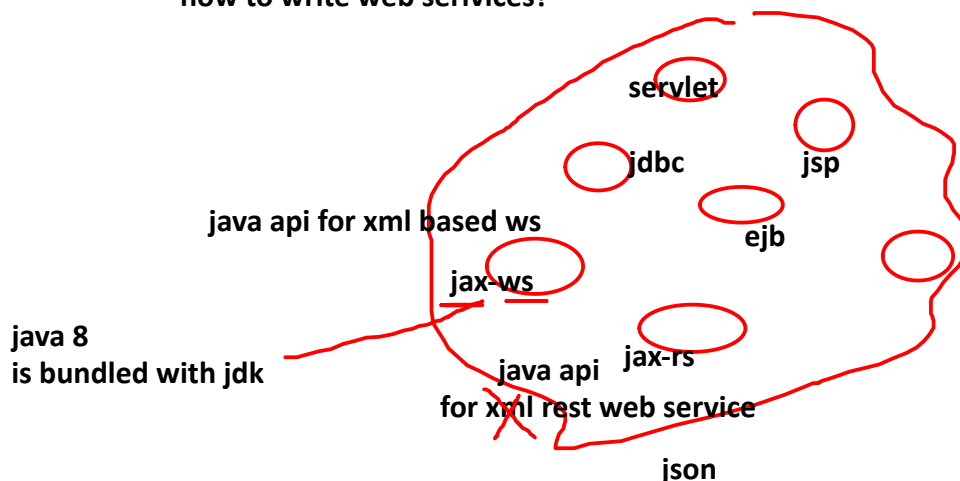 how to write web serivices?
servlet
jdbc
jsp
java api for xml based ws
ejb
jax-ws
java 8
is bundled with jdk
jax-rs
java api
for xml rest web service
json